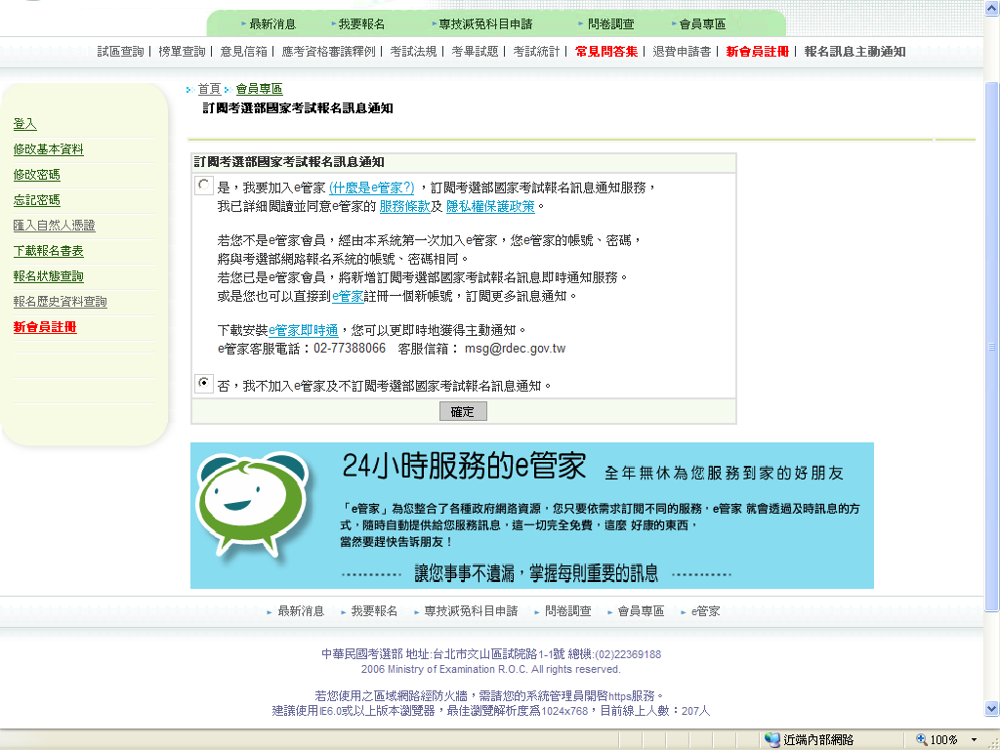 最新消息 我要報名 專技減免科目申請 問卷調查 會員專區
試區查詢 | 榜單查詢 | 意見信箱 | 應考資格審議釋例 | 考試法規 | 考畢試題 | 考試統計 | 常見問答集 | 退費申請書 | 新會員註冊 | 報名訊息主動通知
首頁 會員專區
訂閱考選部國家考試報名訊息通知
登入
修改基本資料
修改密碼
忘記密碼
匯入自然人憑證
下載報名書表
報名狀態查詢
報名歷史資料查詢
新會員註冊
訂閱考選部國家考試報名訊息通知
是，我要加入e管家 (什麼是e管家?) ，訂閱考選部國家考試報名訊息通知服務，
我已詳細閱讀並同意e管家的 服務條款及 隱私權保護政策。
若您不是e管家會員，經由本系統第一次加入e管家，您e管家的帳號、密碼，
將與考選部網路報名系統的帳號、密碼相同。
若您已是e管家會員，將新增訂閱考選部國家考試報名訊息即時通知服務。
或是您也可以直接到e管家註冊一個新帳號，訂閱更多訊息通知。
下載安裝e管家即時通，您可以更即時地獲得主動通知。
e管家客服電話：02-77388066 客服信箱： msg@rdec.gov.tw
否，我不加入e管家及不訂閱考選部國家考試報名訊息通知。
確定
24小時服務的e管家 全年無休為您服務到家的好朋友
「e管家」為您整合了各種政府網路資源，您只要依需求訂閱不同的服務，e管家 就會透過及時訊息的方
式，隨時自動提供給您服務訊息，這一切完全免費，這麼 好康的東西，
當然要趕快告訴朋友！
讓您事事不遺漏，掌握每則重要的訊息
最新消息 我要報名 專技減免科目申請 問卷調查 會員專區 e管家
中華民國考選部 地址:台北市文山區試院路1-1號 總機:(02)22369188
2006 Ministry of Examination R.O.C. All rights reserved.
若您使用之區域網路經防火牆，需請您的系統管理員開啓https服務。
建議使用IE6.0或以上版本瀏覽器，最佳瀏覽解析度爲1024x768，目前線上人數：207人
近端內部網路 100%